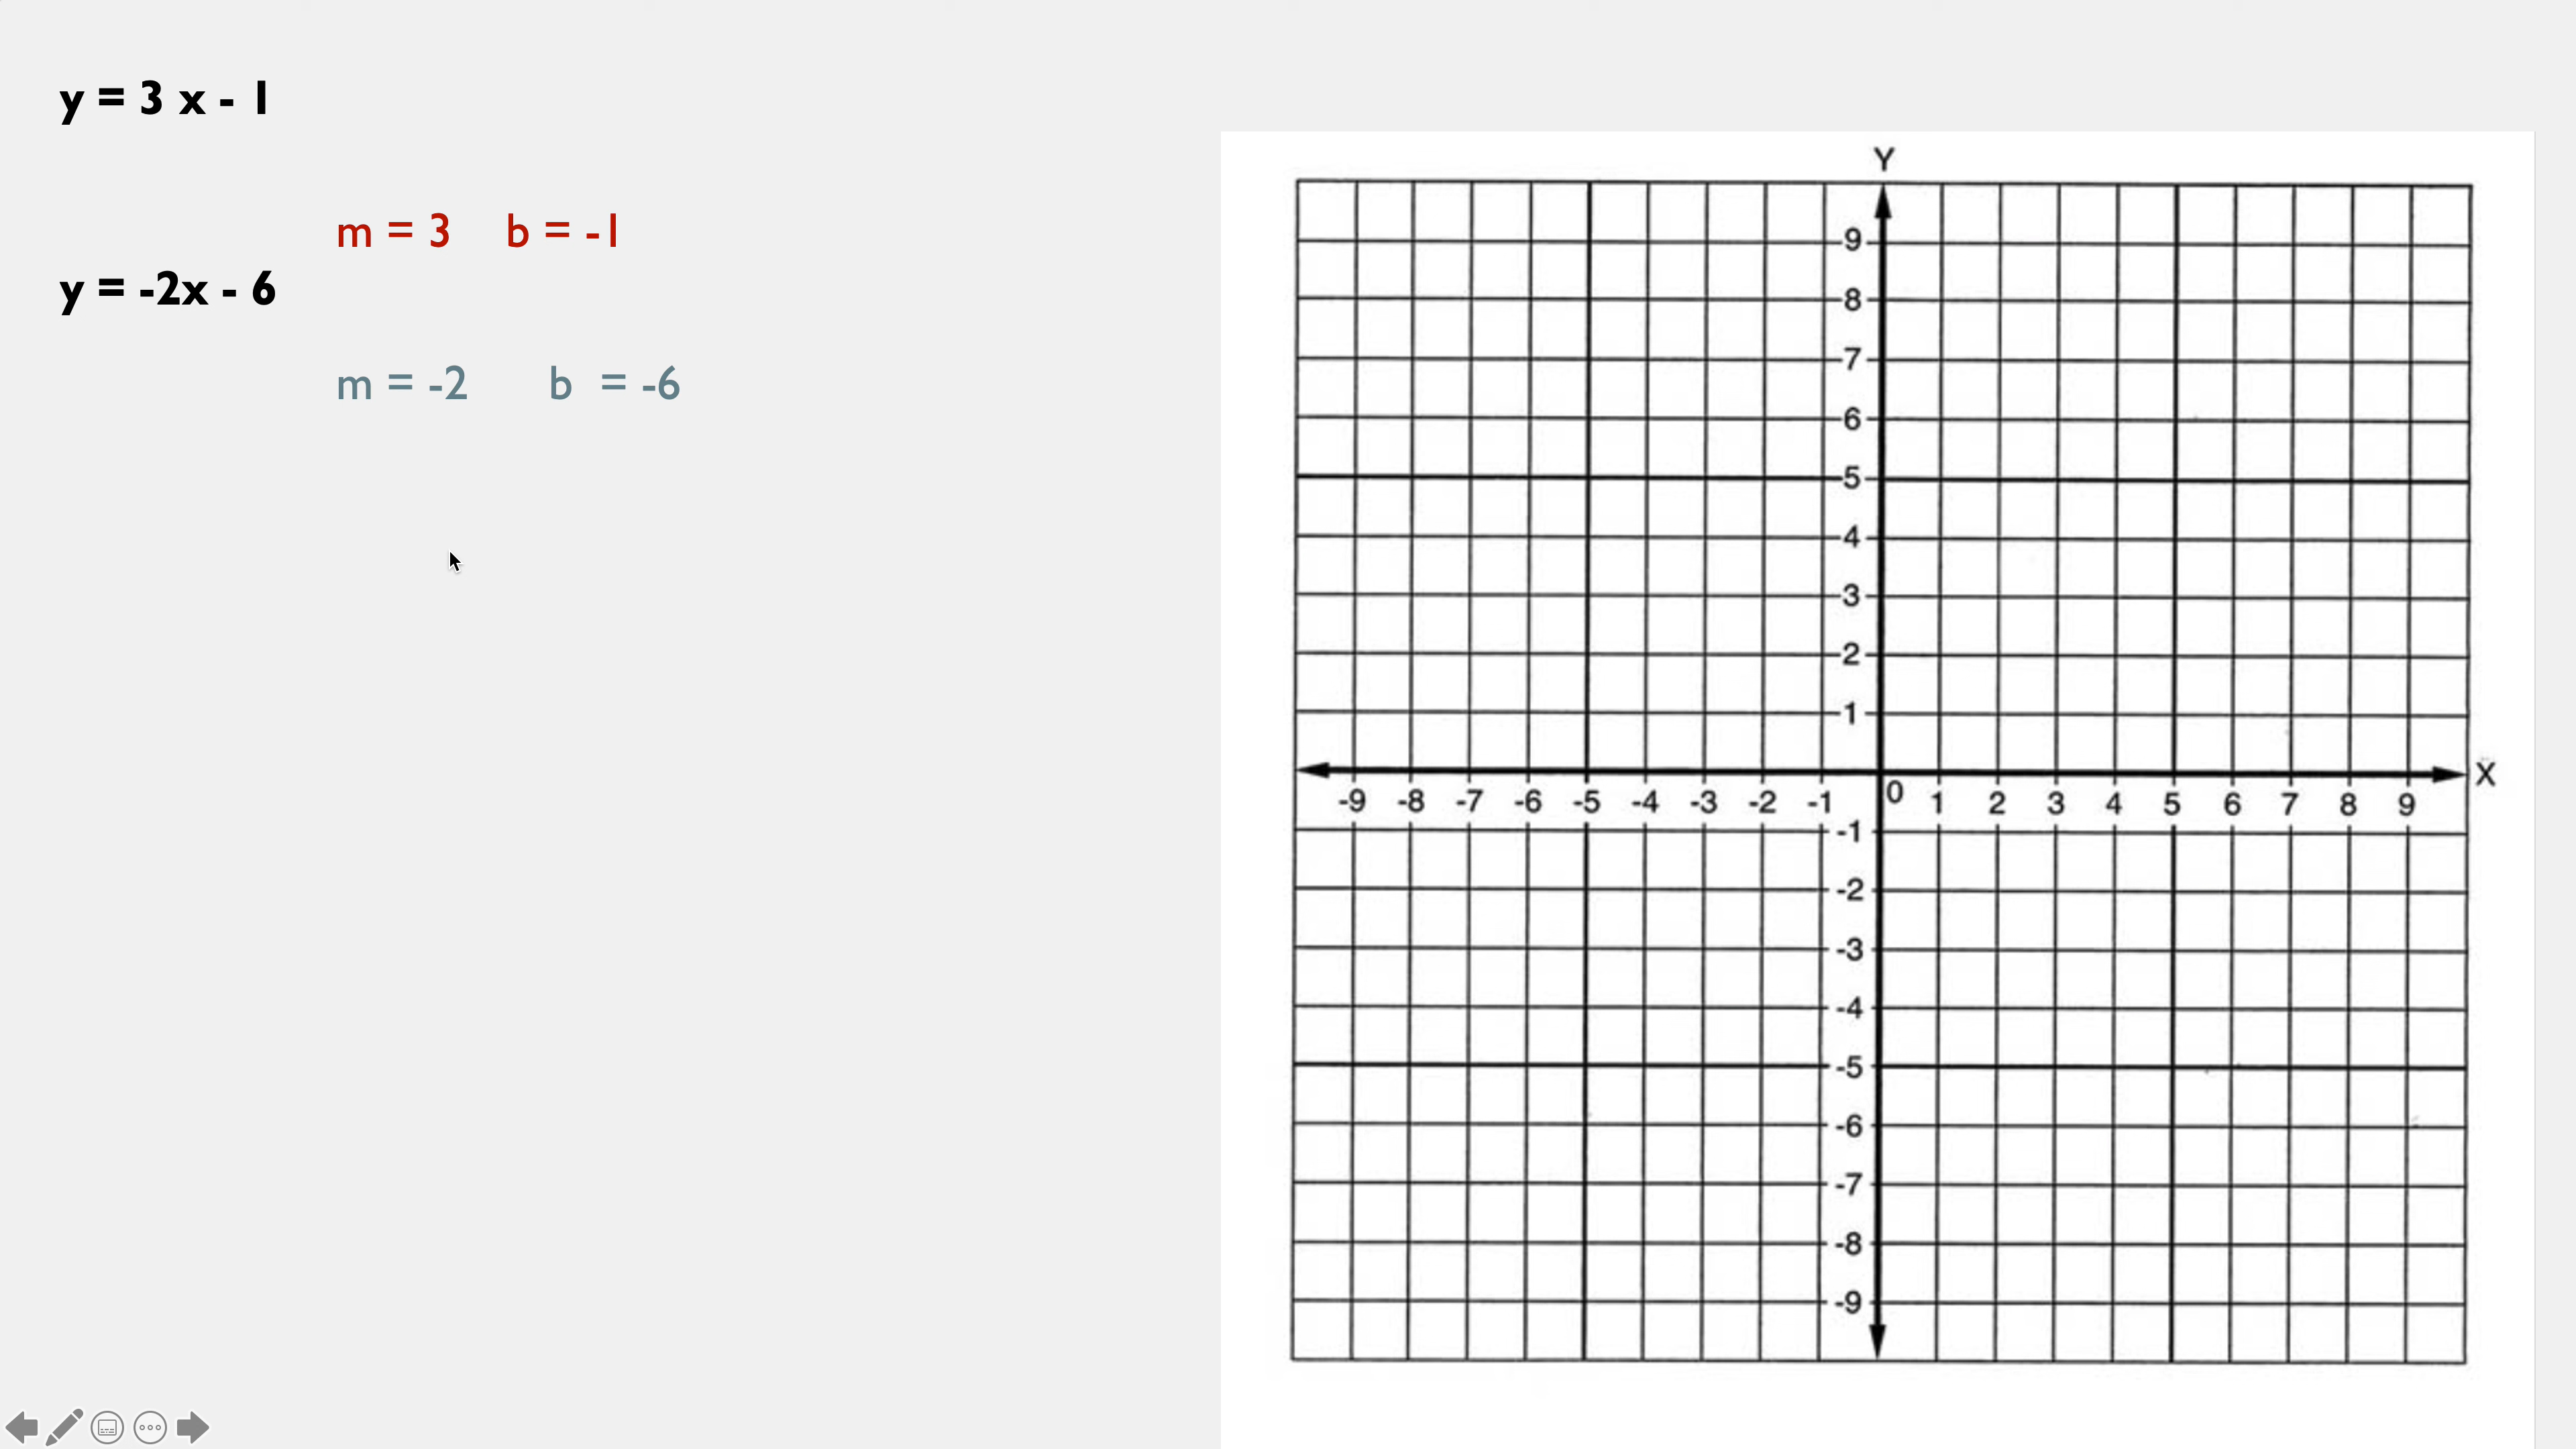 y = 3 x - 1
m = 3 b = -1
y = -2x - 6
m = -2 b = -6
Y
9
8
7
6
5
4
3
2
1
X
-9 -8 -7 -6 -5 -4 -3 -2 -1 0 1 2 3 4 5 6 7 8 9
-1
-2
-3
-4
-5
-6
-7
-8
-9